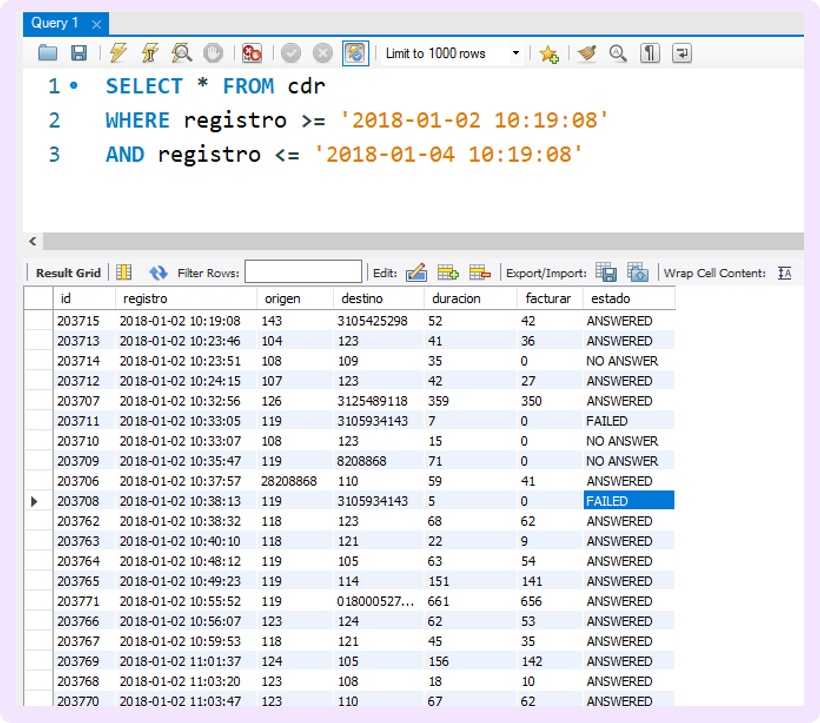 Query 1
Limit to 1000 rows
1 SELECT * FROM cdr
2 WHERE registro >= '2018-01-02 10:19:08'
3 AND registro <= '2018-01-04 10:19:08'
Result Grid Filter Rows: Edit: Export/Import: Wrap Cell Content:
id registro origen destino duracion facturar estado
203715 2018-01-02 10:19:08 143 3105425298 52 42 ANSWERED
203713 2018-01-02 10:23:46 104 123 41 36 ANSWERED
203714 2018-01-02 10:23:51 108 109 35 0 NO ANSWER
203712 2018-01-02 10:24:15 107 123 42 27 ANSWERED
203707 2018-01-02 10:32:56 126 3125489118 359 350 ANSWERED
203711 2018-01-02 10:33:05 119 3105934143 7 0 FAILED
203710 2018-01-02 10:33:07 108 123 15 0 NO ANSWER
203709 2018-01-02 10:35:47 119 8208868 71 0 NO ANSWER
203706 2018-01-02 10:37:57 28208868 110 59 41 ANSWERED
203708 2018-01-02 10:38:13 119 3105934143 5 0 FAILED
203762 2018-01-02 10:38:32 118 123 68 62 ANSWERED
203763 2018-01-02 10:40:10 118 121 22 9 ANSWERED
203764 2018-01-02 10:48:12 119 105 63 54 ANSWERED
203765 2018-01-02 10:49:23 119 114 151 141 ANSWERED
203771 2018-01-02 10:55:52 119 018000527... 661 656 ANSWERED
203766 2018-01-02 10:56:07 123 124 62 53 ANSWERED
203767 2018-01-02 10:59:53 118 121 45 35 ANSWERED
203769 2018-01-02 11:01:37 124 105 156 142 ANSWERED
203768 2018-01-02 11:03:20 123 108 18 10 ANSWERED
203770 2018-01-02 11:03:47 123 110 67 62 ANSWERED